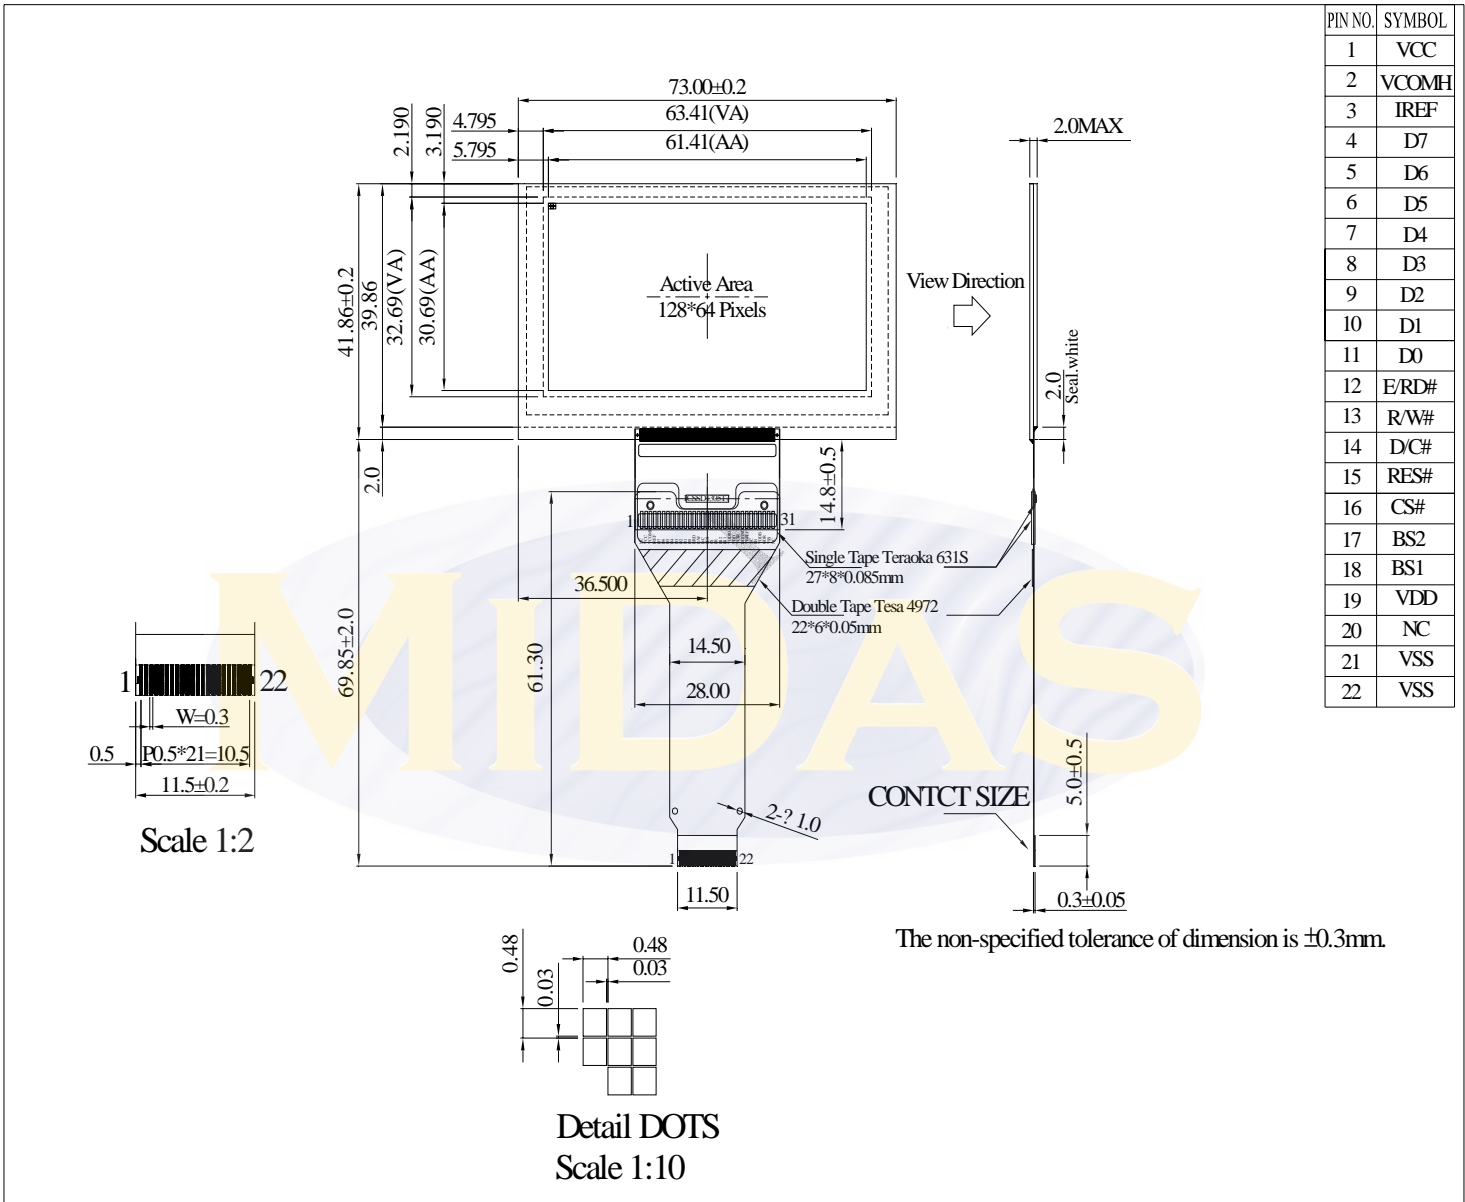 PIN NO. SYMBOL
1 VCC
2 VCOMH
3 IREF
4 D7
5 D6
6 D5
7 D4
8 D3
9 D2
10 D1
11 D0
12 E/RD#
13 R/W#
14 D/C#
15 RES#
16 CS#
17 BS2
18 BS1
19 VDD
20 NC
21 VSS
22 VSS
73.00±0.2
63.41(VA)
61.41(AA)
4.795
5.795
2.190
3.190
41.86±0.2
39.86
32.69(VA)
30.69(AA)
Active Area
128*64 Pixels
View Direction
2.0MAX
2.0
Seal.white
2.0
14.8±0.5
1
31
Single Tape Teraoka 631S
27*8*0.085mm
Double Tape Tesa 4972
22*6*0.05mm
36.500
69.85±2.0
61.30
14.50
28.00
MIDAS
1
22
W=0.3
0.5
P0.5*21=10.5
11.5±0.2
Scale 1:2
2-? 1.0
1
22
11.50
CONTCT SIZE
5.0±0.5
0.3±0.05
The non-specified tolerance of dimension is ±0.3mm.
0.48
0.03
0.48
0.03
Detail DOTS
Scale 1:10